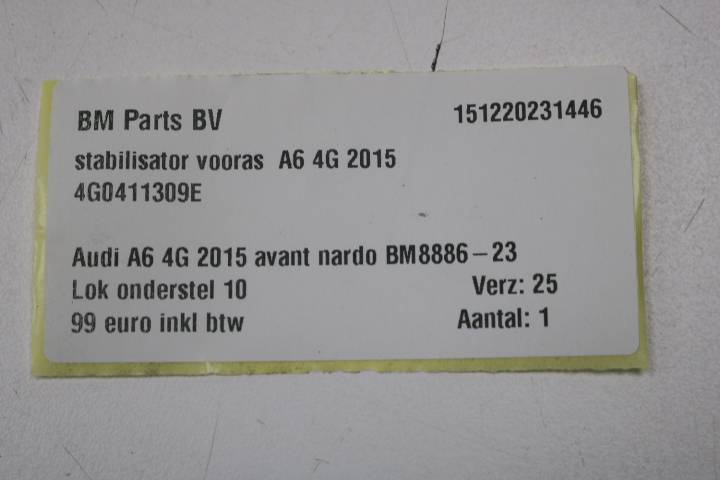 BM Parts BV 151220231446
stabilisator vooras A6 4G 2015
4G0411309E
Audi A6 4G 2015 avant nardo BM8886-23
Lok onderstel 10 Verz: 25
99 euro inkl btw Aantal: 1